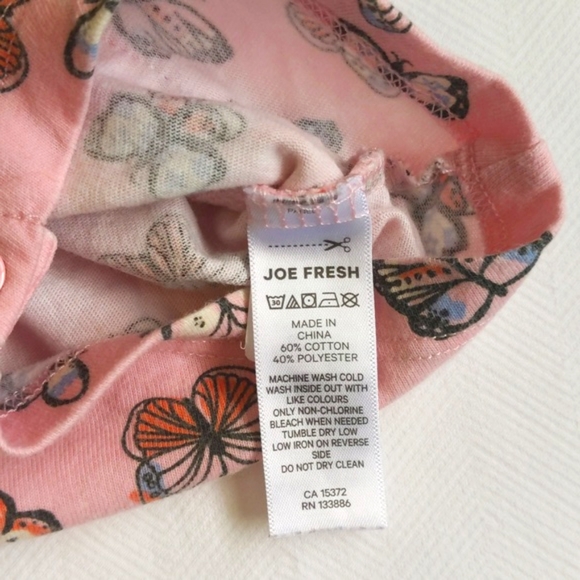 JOE FRESH
30
MADE IN
CHINA
60% COTTON
40% POLYESTER
MACHINE WASH COLD
WASH INSIDE OUT WITH
LIKE COLOURS
ONLY NON-CHLORINE
BLEACH WHEN NEEDED
TUMBLE DRY LOW
LOW IRON ON REVERSE
SIDE
DO NOT DRY CLEAN
CA 15372
RN 133886